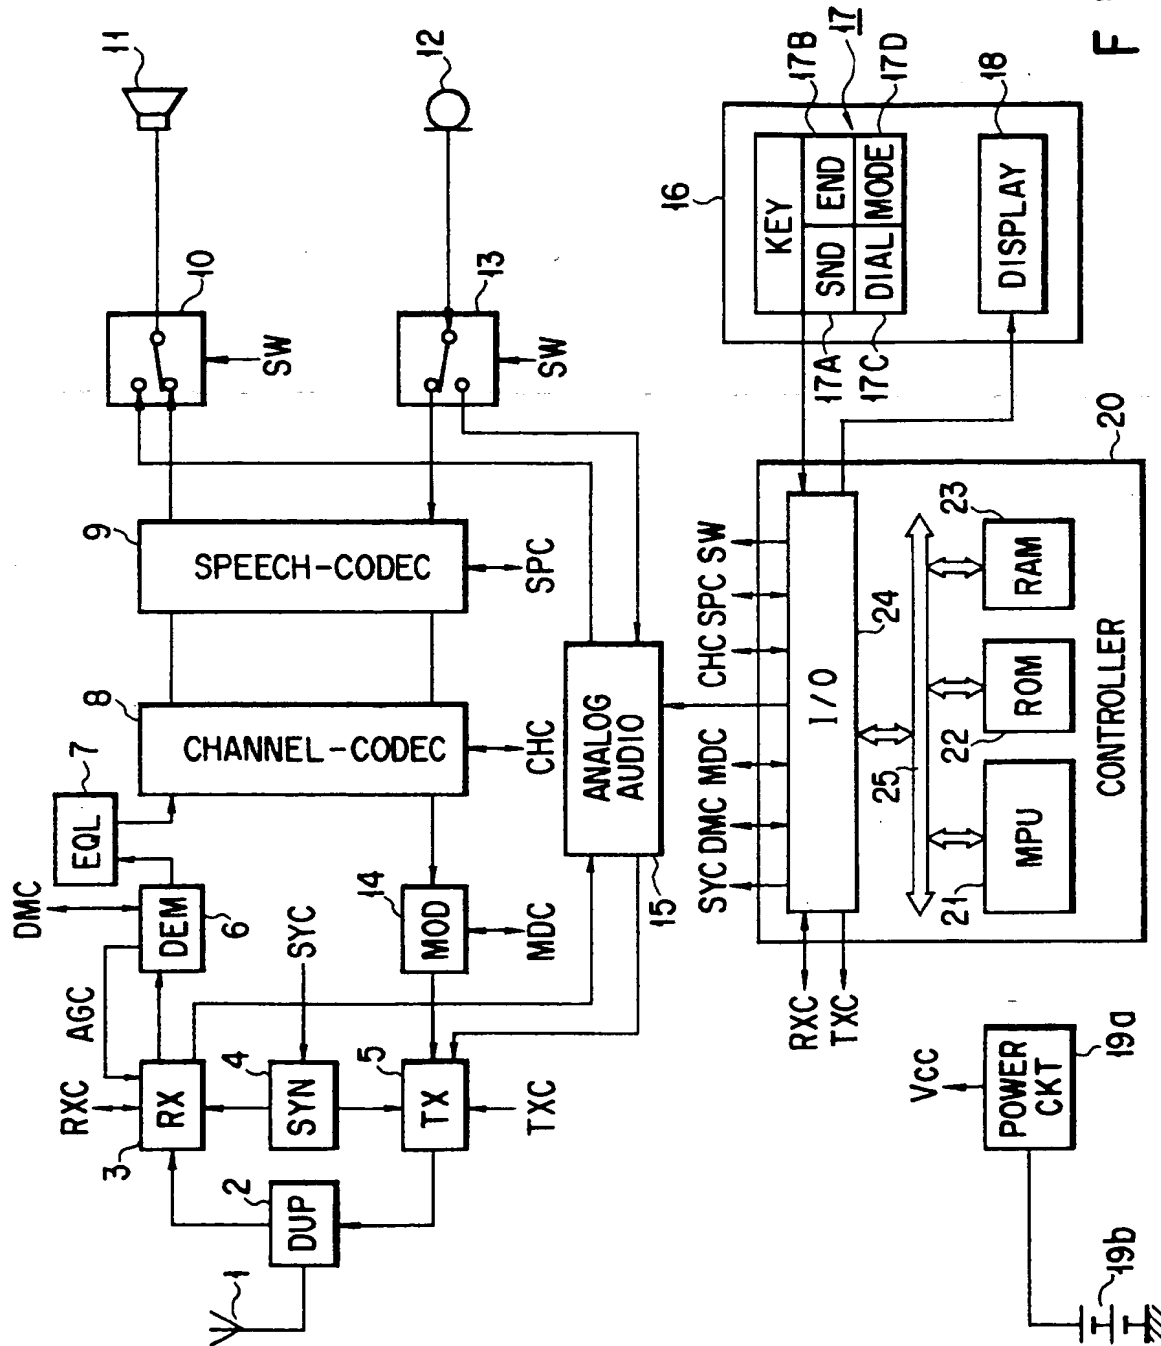 11
12
10
SW
13
SW
9
SPEECH-CODEC
SPC
8
CHANNEL-CODEC
CHC
7
EQL
DMC
DEM
6
AGC
RXC
RX
3
SYC
4
SYN
14
MOD
MDC
5
TX
TXC
2
DUP
1
ANALOG
AUDIO
15
16
KEY
SND
END
DIAL
MODE
17A
17B
17C
17D
17
DISPLAY
18
SYC
DMC
MDC
CHC
SPC
SW
RXC
TXC
I/O
24
25
MPU
21
ROM
22
RAM
23
CONTROLLER
20
Vcc
POWER
CKT
19a
19b
F